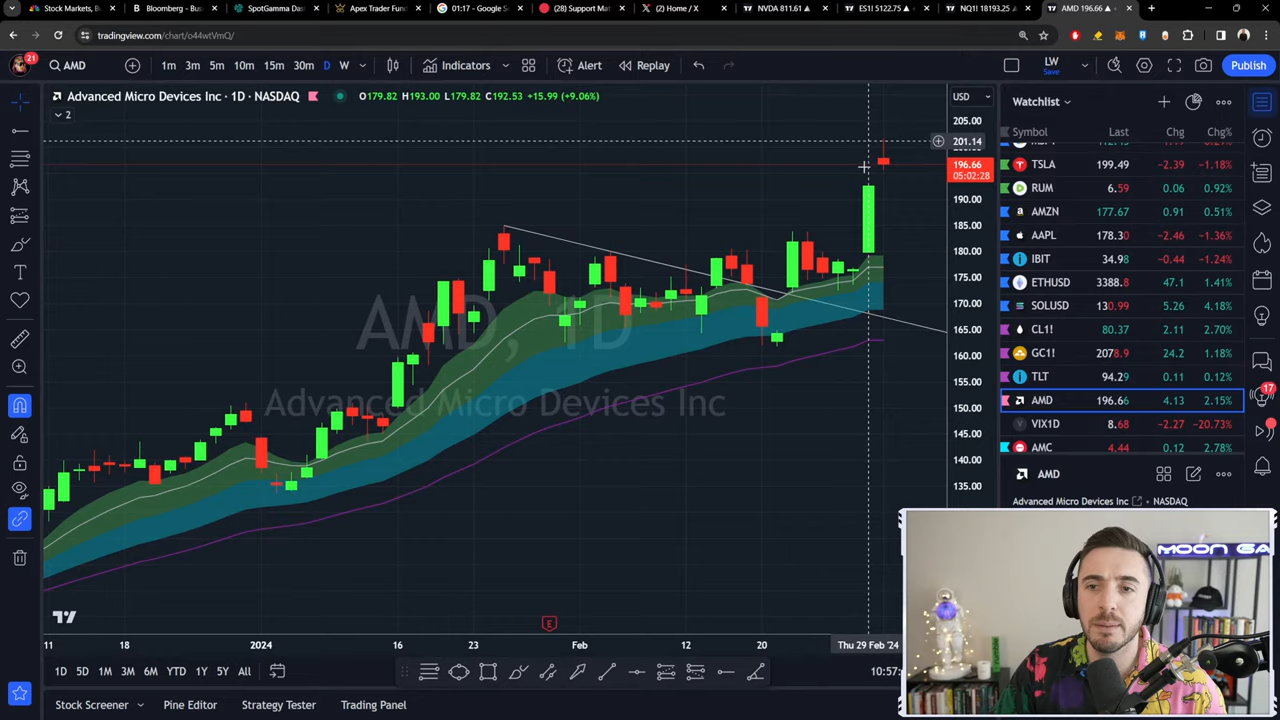 Stock Markets, B
Bloomberg - Bus
SpotGamma Dash
Apex Trader Func
01:17 - Google S
(28) Support Mat
(2) Home / X
NVDA 811.61 ▲
ES1! 5122.75 ▲
NQ1! 18193.25
AMD 196.66 ▲
tradingview.com/chart/o44wtVmQ/
21
AMD
1m 3m 5m 10m 15m 30m D W
Indicators
Alert
Replay
LW
Save
Publish
Advanced Micro Devices Inc · 1D · NASDAQ
O179.82 H193.00 L179.82 C192.53 +15.99 (+9.06%)
2
USD
205.00
201.14
196.66
05:02:28
190.00
185.00
180.00
175.00
170.00
165.00
160.00
155.00
150.00
145.00
140.00
135.00
AMD, 1D
Advanced Micro Devices Inc
E
11 18 2024 16 23 Feb 12 20 Thu 29 Feb '24
1D 5D 1M 3M 6M YTD 1Y 5Y All
10:57:
Stock Screener
Pine Editor
Strategy Tester
Trading Panel
Watchlist
Symbol Last Chg Chg%
TSLA 199.49 -2.39 -1.18%
RUM 6.59 0.06 0.92%
AMZN 177.67 0.91 0.51%
AAPL 178.30 -2.46 -1.36%
IBIT 34.98 -0.44 -1.24%
ETHUSD 3388.8 47.1 1.41%
SOLUSD 130.99 5.26 4.18%
CL1! 80.37 2.11 2.70%
GC1! 2078.9 24.2 1.18%
TLT 94.29 0.11 0.12%
AMD 196.66 4.13 2.15%
VIX1D 8.68 -2.27 -20.73%
AMC 4.44 0.12 2.78%
AMD
Advanced Micro Devices Inc · NASDAQ
17
MOON GA